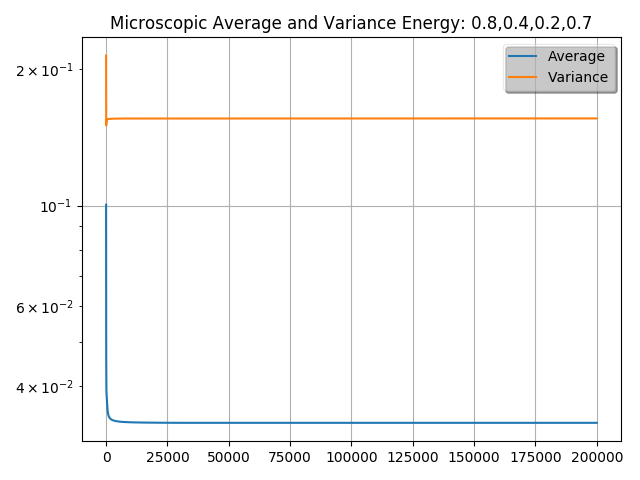 Microscopic Average and Variance Energy: 0.8,0.4,0.2,0.7
Average
Variance
2 × 10⁻¹
10⁻¹
6 × 10⁻²
4 × 10⁻²
0 25000 50000 75000 100000 125000 150000 175000 200000